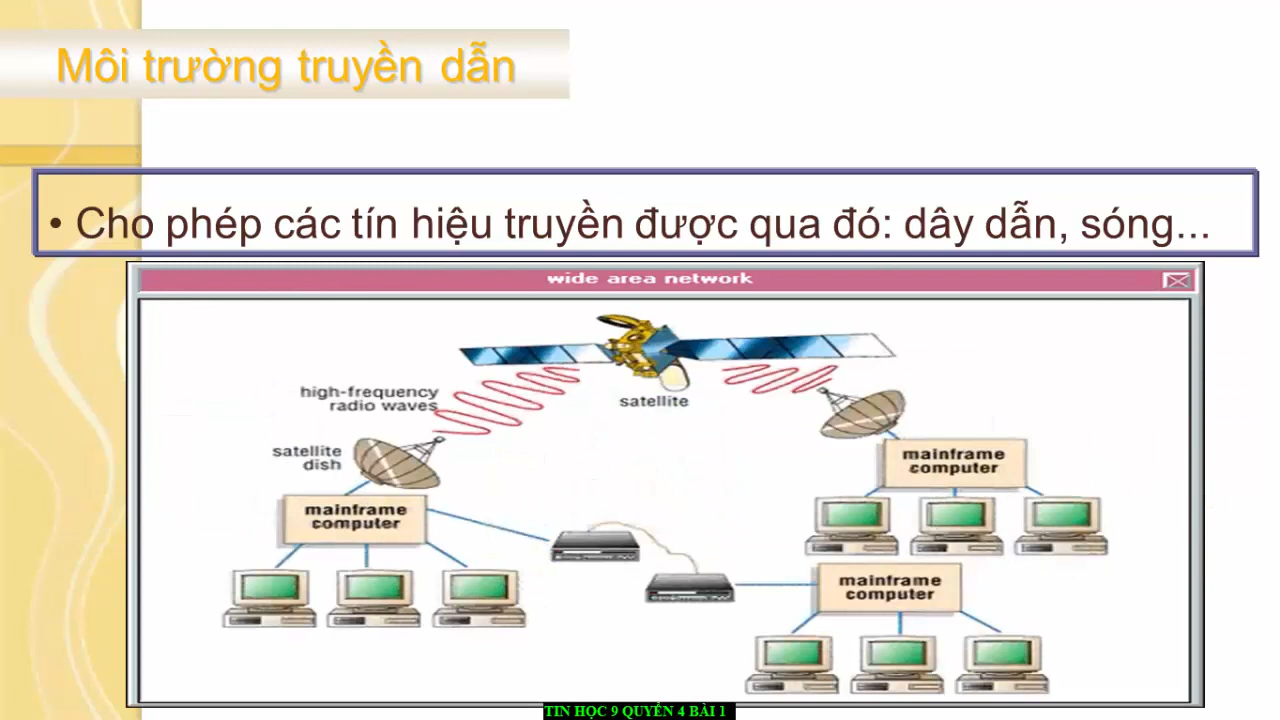 Môi trường truyền dẫn
• Cho phép các tín hiệu truyền được qua đó: dây dẫn, sóng...
wide area network
high-frequency
radio waves
satellite
satellite
dish
mainframe
computer
mainframe
computer
mainframe
computer
TIN HỌC 9 QUYỂN 4 BÀI 1